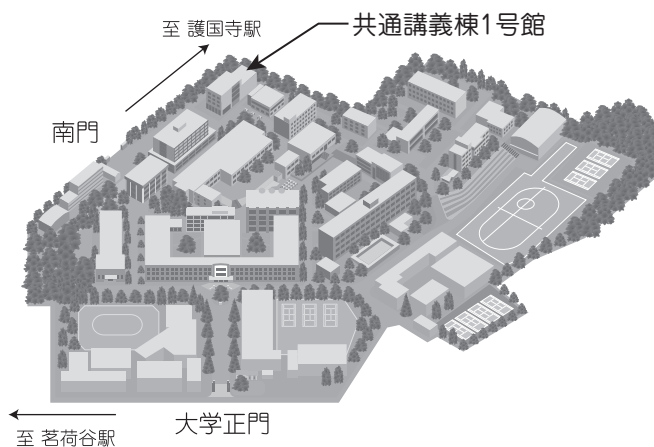 至 護国寺駅
共通講義棟1号館
南門
大学正門
至 茗荷谷駅